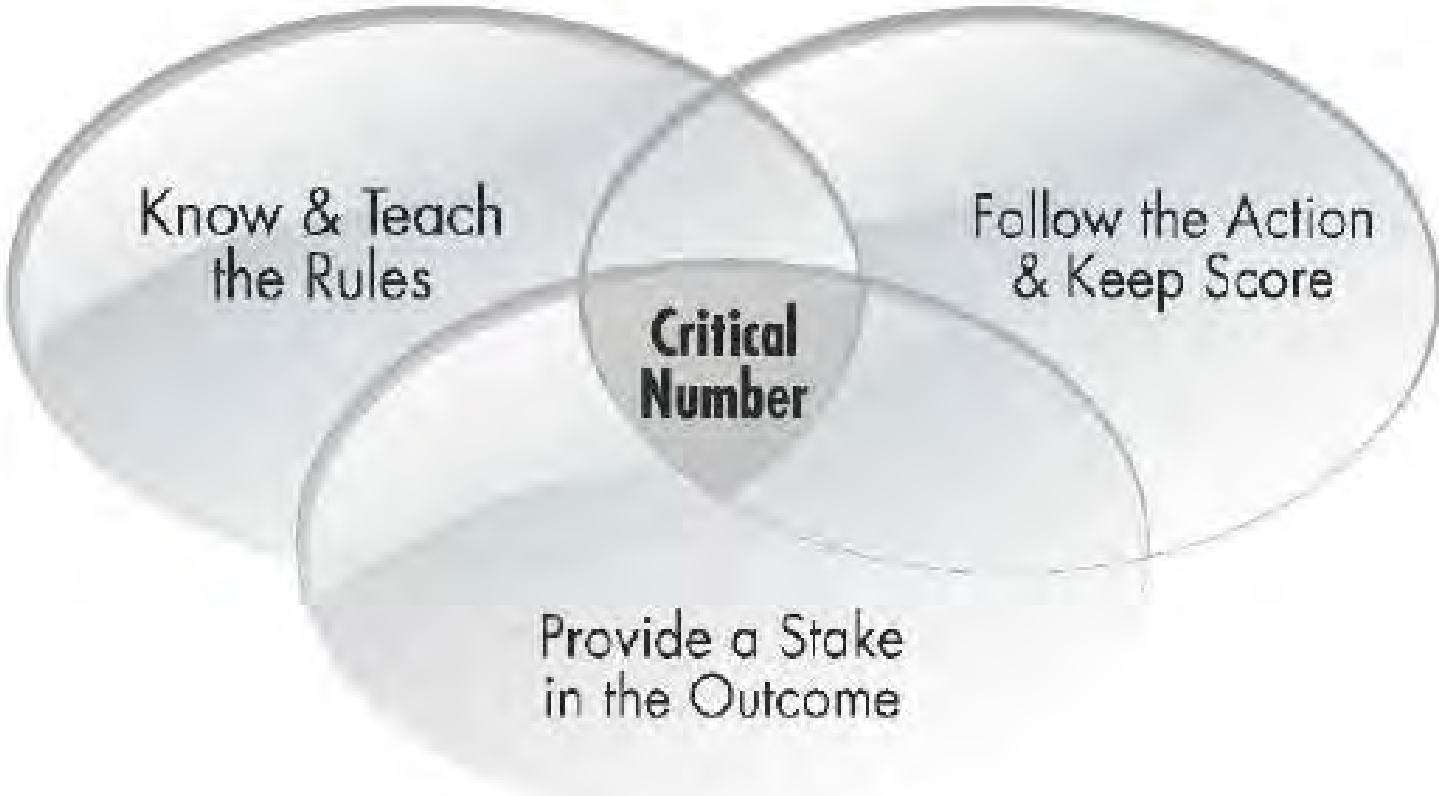 Know & Teach
the Rules
Follow the Action
& Keep Score
Critical
Number
Provide a Stake
in the Outcome